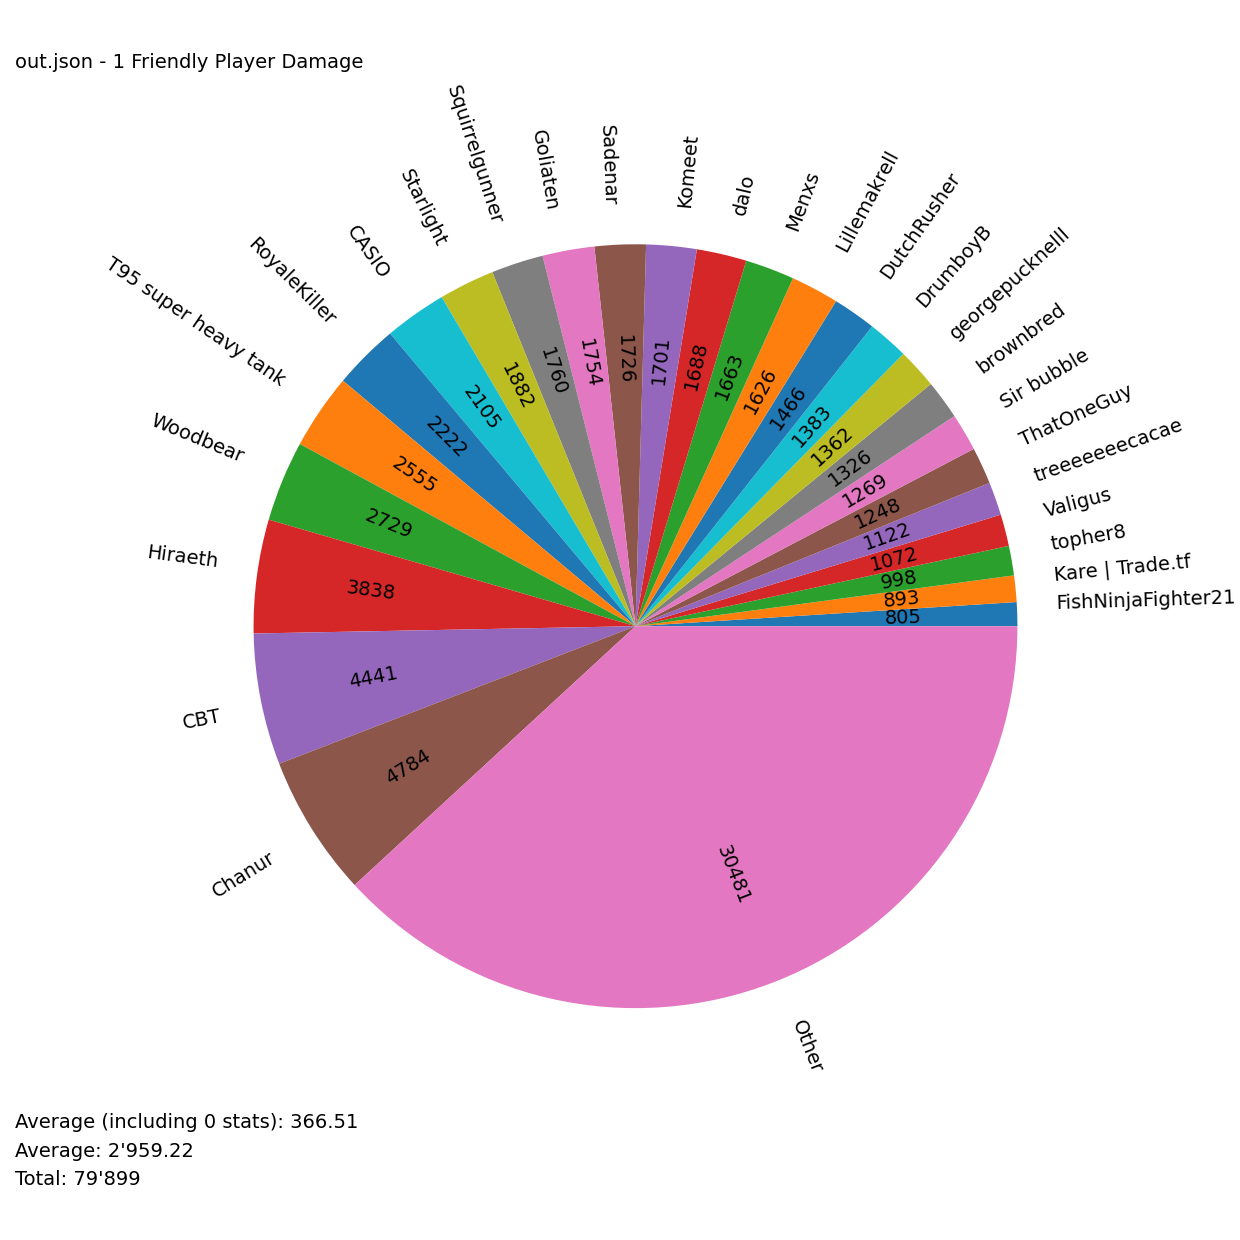 out.json - 1 Friendly Player Damage
FishNinjaFighter21
805
Kare | Trade.tf
893
topher8
998
Valigus
1072
treeeeeeecacae
1122
ThatOneGuy
1248
Sir bubble
1269
brownbred
1326
georgepucknelll
1362
DrumboyB
1383
DutchRusher
1466
Lillemakrell
1626
Menxs
1663
dalo
1688
Komeet
1701
Sadenar
1726
Goliaten
1754
Squirrelgunner
1760
Starlight
1882
CASIO
2105
RoyaleKiller
2222
T95 super heavy tank
2555
Woodbear
2729
Hiraeth
3838
CBT
4441
Chanur
4784
Other
30481
Average (including 0 stats): 366.51
Average: 2'959.22
Total: 79'899